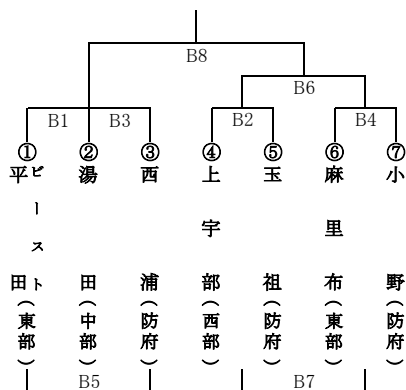 B8
B6
B1
B3
B2
B4
① 平田ビースト（東部）
② 湯田（中部）
③ 西浦（防府）
④ 上宇部（西部）
⑤ 玉祖（防府）
⑥ 麻里布（東部）
⑦ 小野（防府）
B5
B7